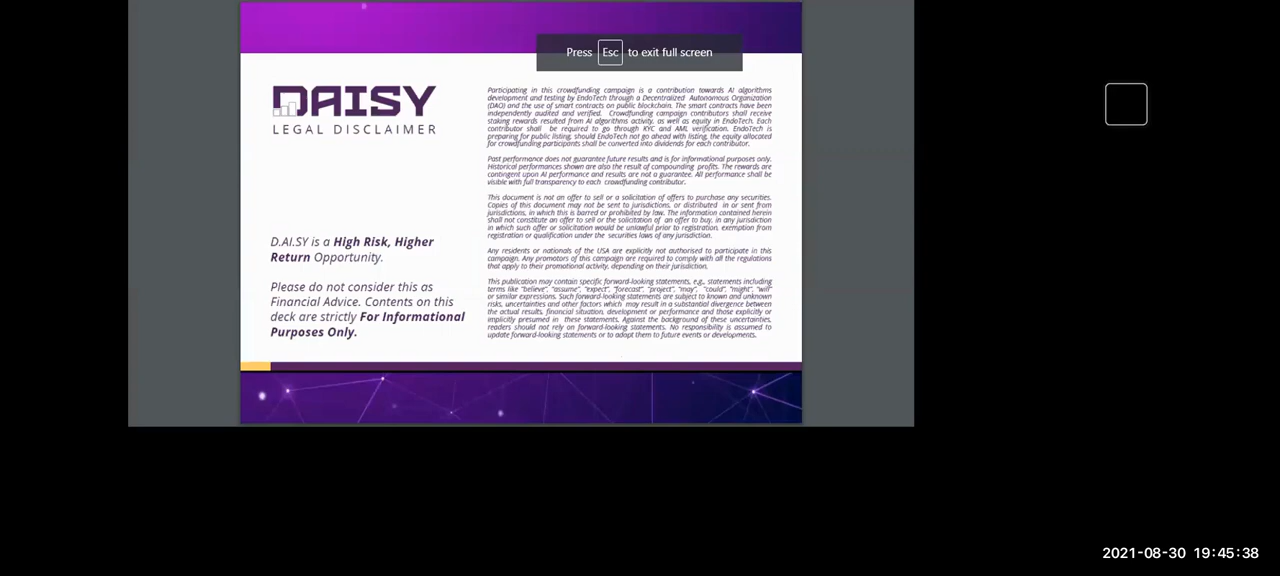 Press Esc to exit full screen
DAISY
LEGAL DISCLAIMER
D.AI.SY is a High Risk, Higher
Return Opportunity.
Please do not consider this as
Financial Advice. Contents on this
deck are strictly For Informational
Purposes Only.
Participating in this crowdfunding campaign is a contribution towards AI algorithms
development and testing by EndoTech through a Decentralized Autonomous Organization
(DAO) and the use of smart contracts on public blockchain. The smart contracts have been
independently audited and verified. Crowdfunding campaign contributors shall receive
staking rewards resulted from AI algorithms activity, as well as equity in EndoTech. Each
contributor shall be required to go through KYC and AML verification. EndoTech is
preparing for public listing, should EndoTech not go ahead with listing, the equity allocated
for crowdfunding participants shall be converted into dividends for each contributor.
Past performance does not guarantee future results and is for informational purposes only.
Historical performances shown are also the result of compounding profits. The rewards are
contingent upon AI performance and results are not a guarantee. All performance shall be
visible with full transparency to each crowdfunding contributor.
This document is not an offer to sell or a solicitation of offers to purchase any securities.
Copies of this document may not be sent to jurisdictions, or distributed in or sent from
jurisdictions, in which this is barred or prohibited by law. The information contained herein
shall not constitute an offer to sell or the solicitation of an offer to buy, in any jurisdiction
in which such offer or solicitation would be unlawful prior to registration, exemption from
registration or qualification under the securities laws of any jurisdiction.
Any residents or nationals of the USA are explicitly not authorised to participate in this
campaign. Any promotors of this campaign are required to comply with all the regulations
that apply to their promotional activity, depending on their jurisdiction.
This publication may contain specific forward-looking statements, e.g., statements including
terms like "believe", "assume", "expect", "forecast", "project", "may", "could", "might", "will"
or similar expressions. Such forward-looking statements are subject to known and unknown
risks, uncertainties and other factors which may result in a substantial divergence between
the actual results, financial situation, development or performance and those explicitly or
implicitly presumed in these statements. Against the background of these uncertainties,
readers should not rely on forward-looking statements. No responsibility is assumed to
update forward-looking statements or to adapt them to future events or developments.
2021-08-30 19:45:38